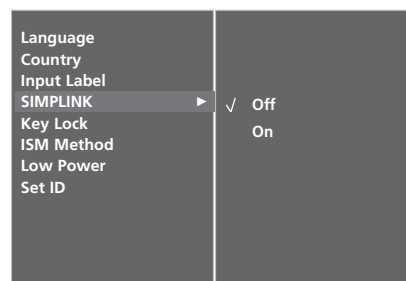 Language
Country
Input Label
SIMPLINK
Key Lock
ISM Method
Low Power
Set ID
Off
On